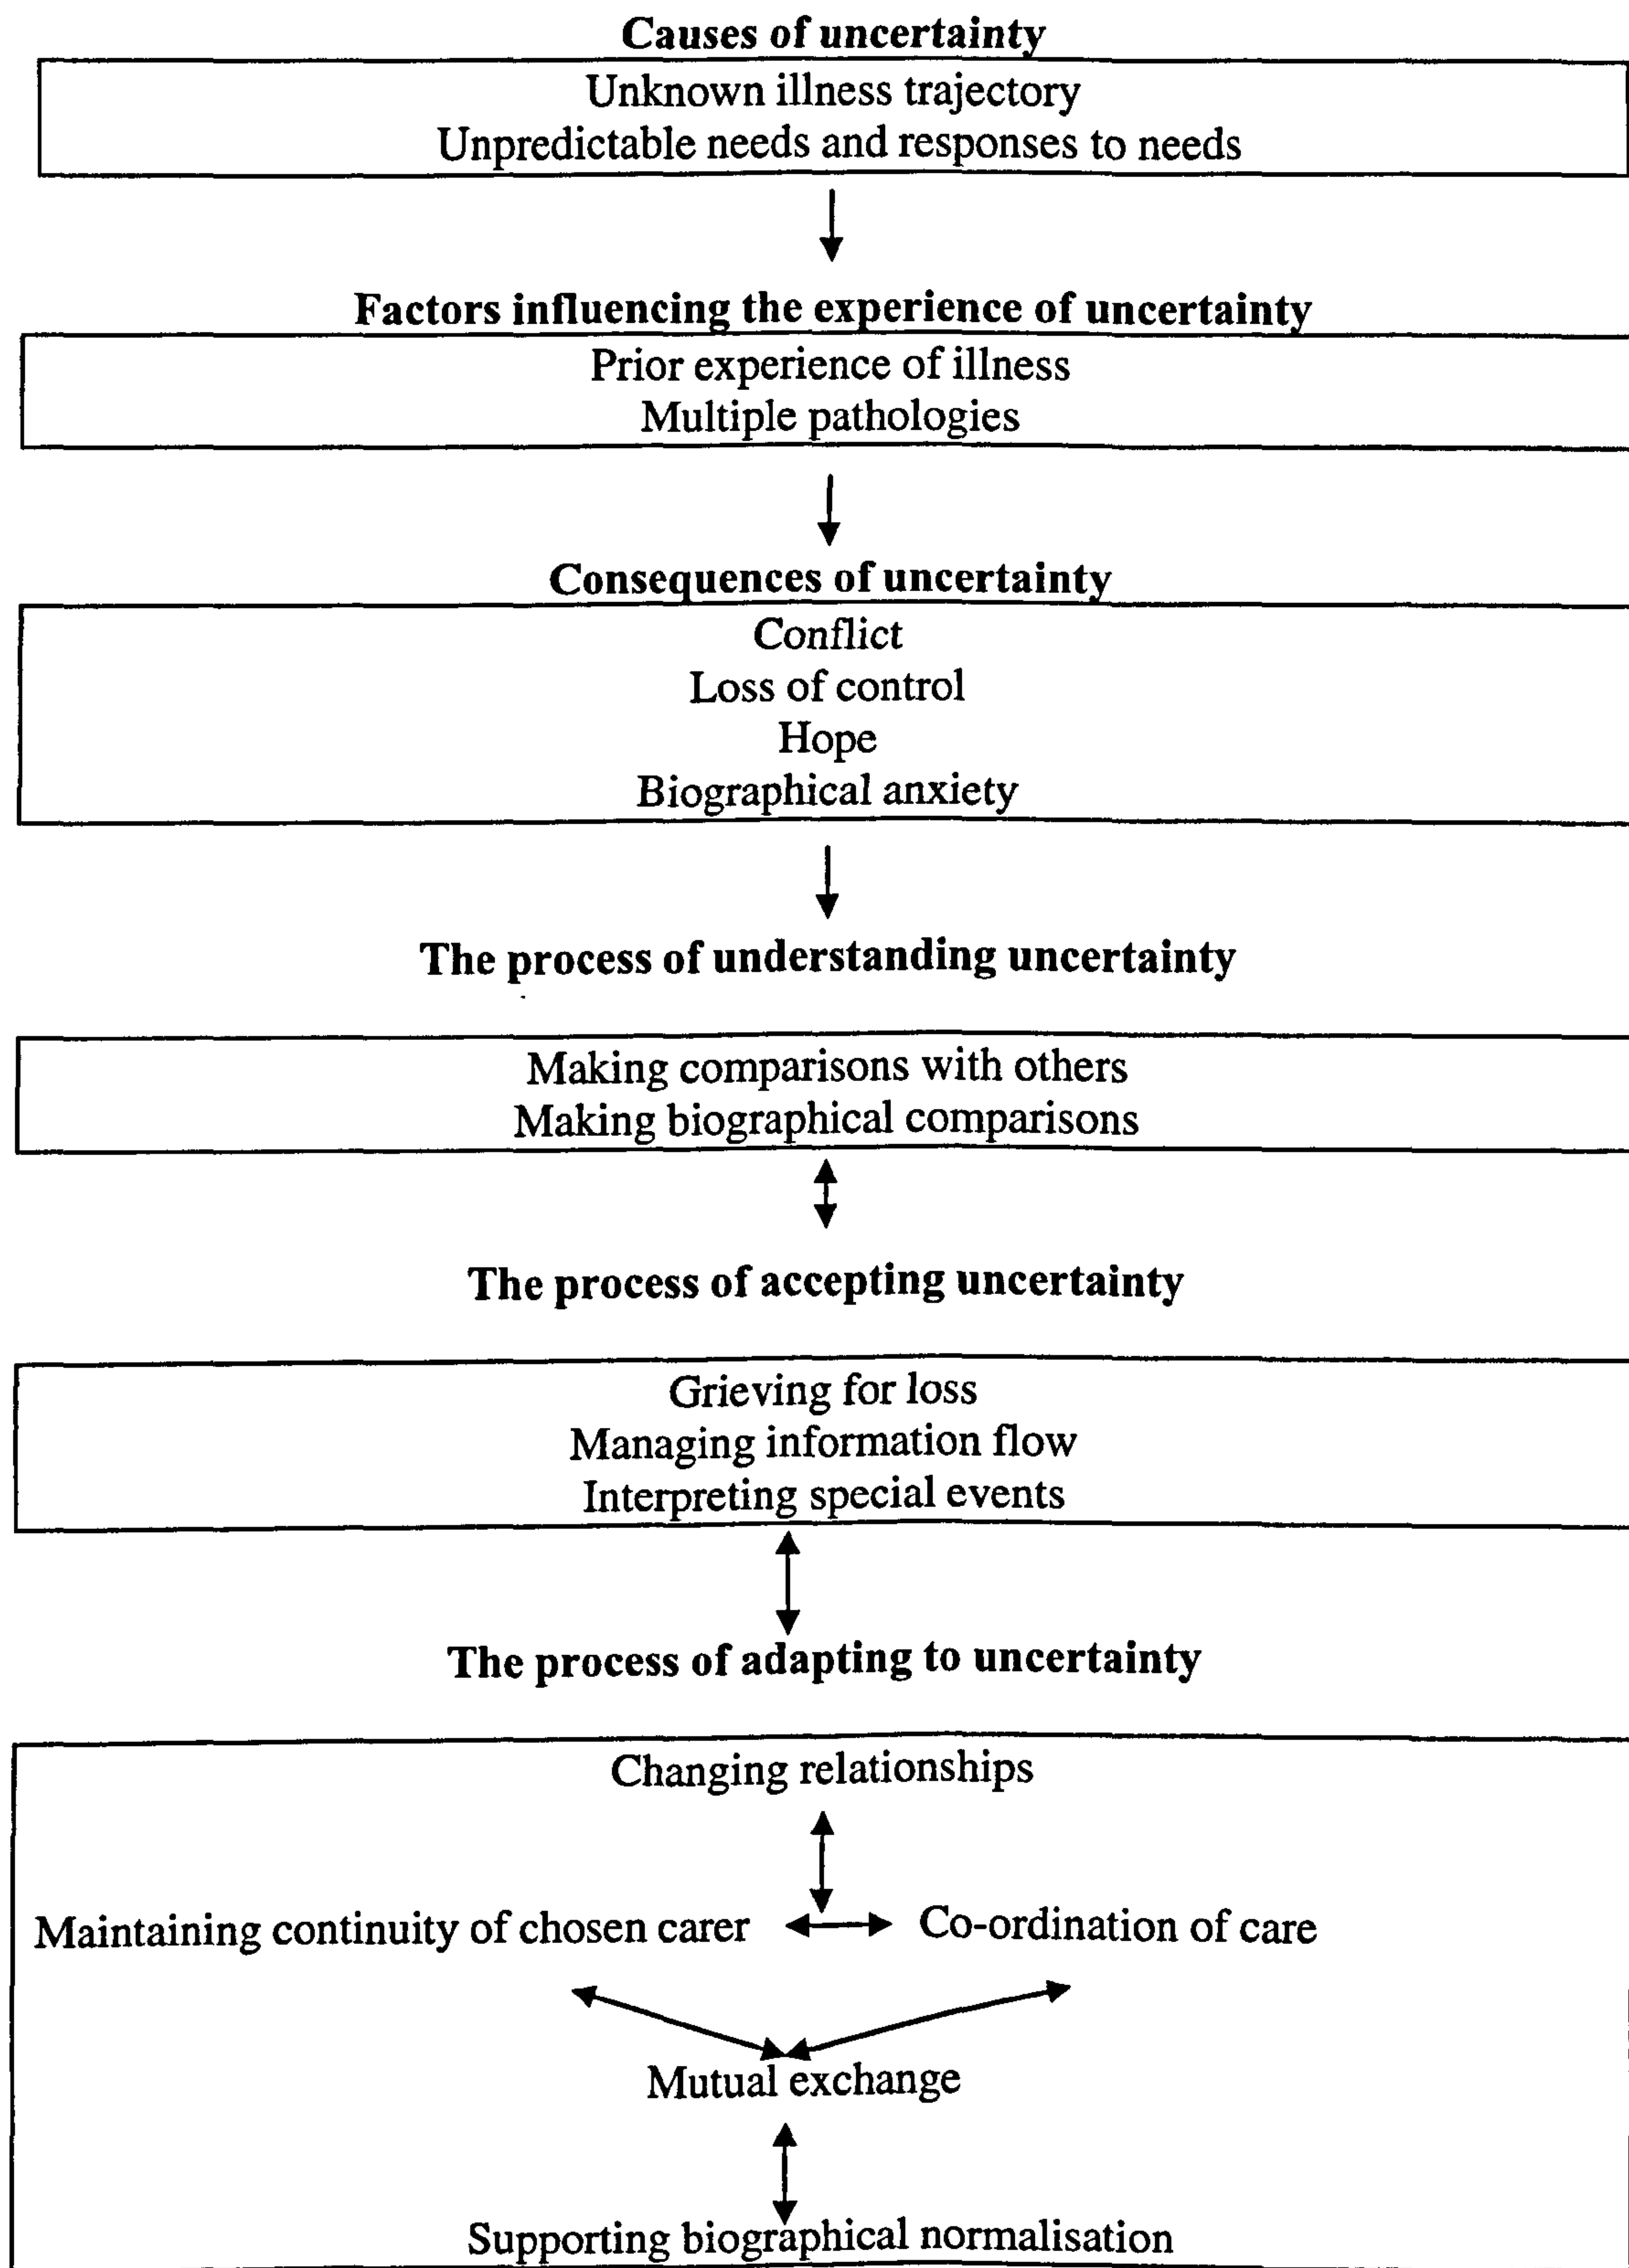 Causes of uncertainty
Unknown illness trajectory
Unpredictable needs and responses to needs
Factors influencing the experience of uncertainty
Prior experience of illness
Multiple pathologies
Consequences of uncertainty
Conflict
Loss of control
Hope
Biographical anxiety
The process of understanding uncertainty
Making comparisons with others
Making biographical comparisons
The process of accepting uncertainty
Grieving for loss
Managing information flow
Interpreting special events
The process of adapting to uncertainty
Changing relationships
Maintaining continuity of chosen carer Co-ordination of care
Mutual exchange
Supporting biographical normalisation